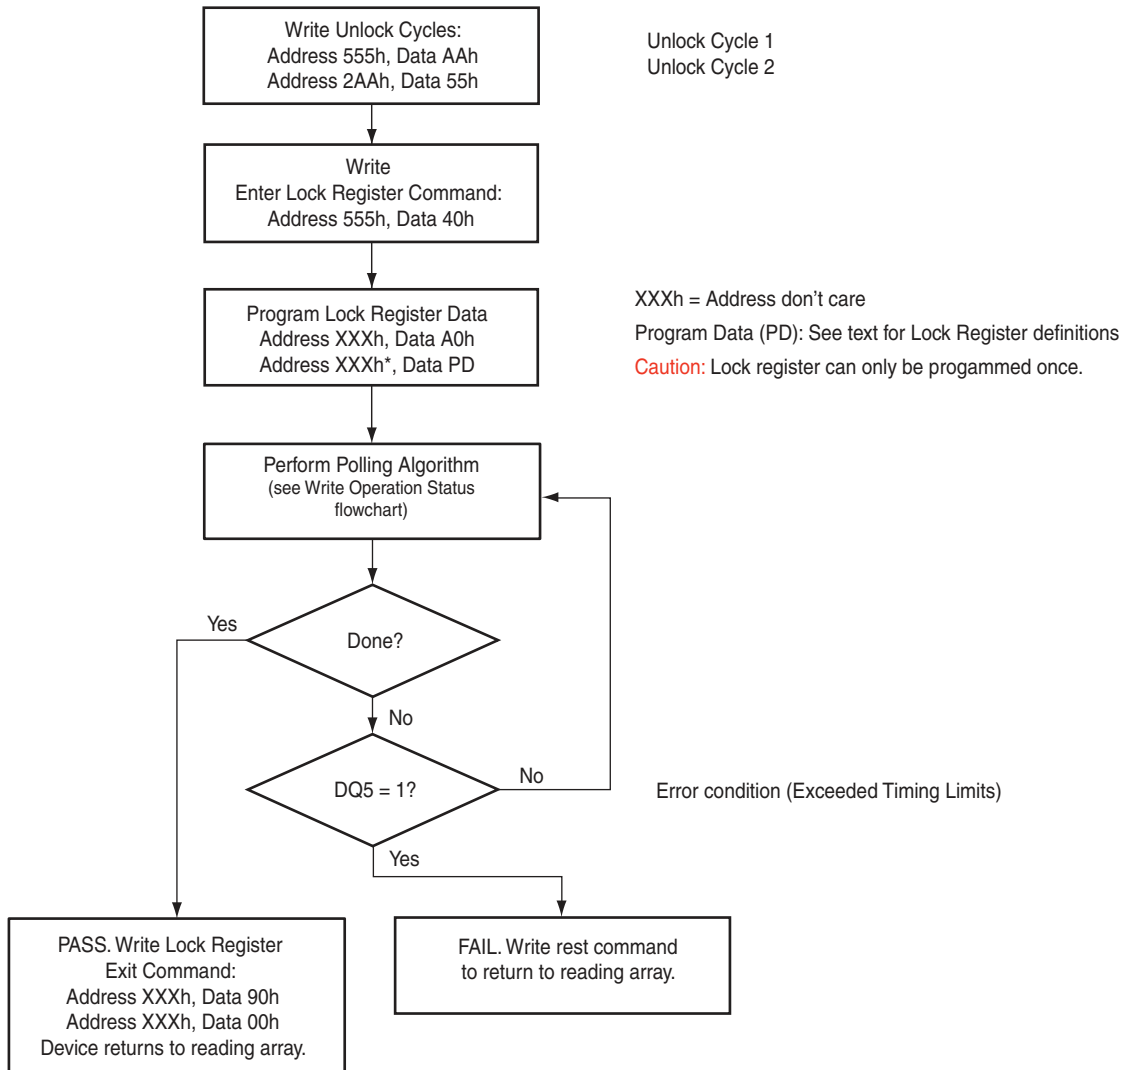 Write Unlock Cycles:
Address 555h, Data AAh
Address 2AAh, Data 55h
Unlock Cycle 1
Unlock Cycle 2
Write
Enter Lock Register Command:
Address 555h, Data 40h
Program Lock Register Data
Address XXXh, Data A0h
Address XXXh*, Data PD
XXXh = Address don't care
Program Data (PD): See text for Lock Register definitions
Caution: Lock register can only be progammed once.
Perform Polling Algorithm
(see Write Operation Status
flowchart)
Yes
Done?
No
DQ5 = 1?
No
Error condition (Exceeded Timing Limits)
Yes
PASS. Write Lock Register
Exit Command:
Address XXXh, Data 90h
Address XXXh, Data 00h
Device returns to reading array.
FAIL. Write rest command
to return to reading array.